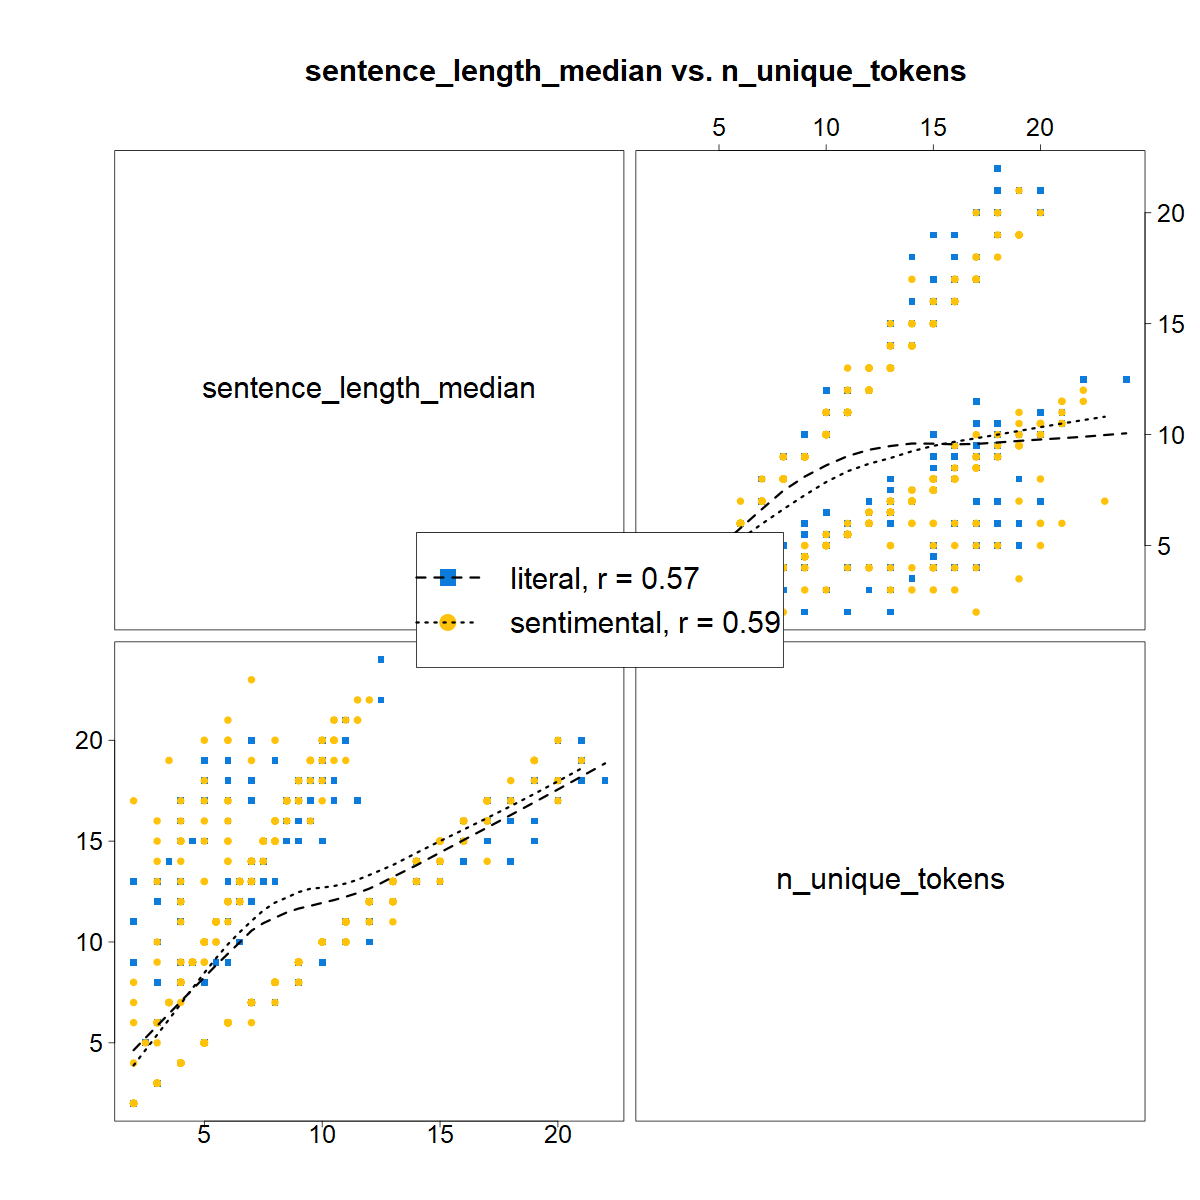 sentence_length_median vs. n_unique_tokens
5 10 15 20
sentence_length_median
20
15
10
5
literal, r = 0.57
sentimental, r = 0.59
20
15
10
5
n_unique_tokens
5 10 15 20